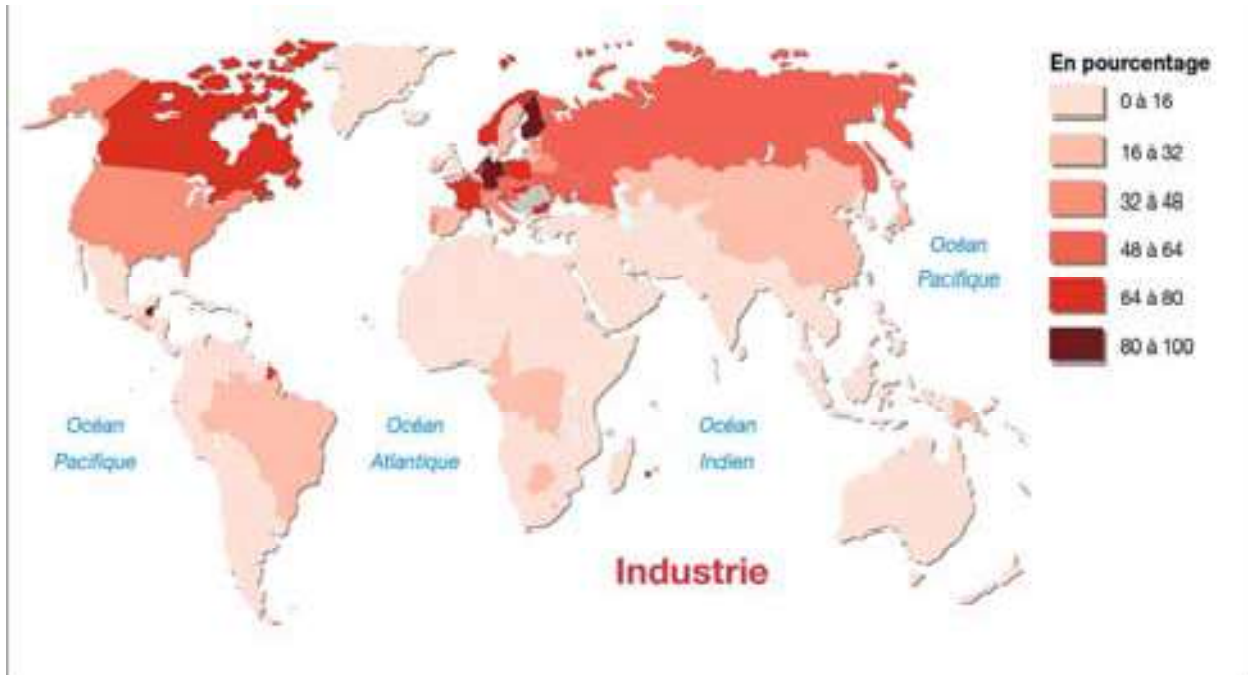 En pourcentage
0 à 16
16 à 32
32 à 48
48 à 64
64 à 80
80 à 100
Océan
Pacifique
Océan
Pacifique
Océan
Atlantique
Océan
Indien
Industrie